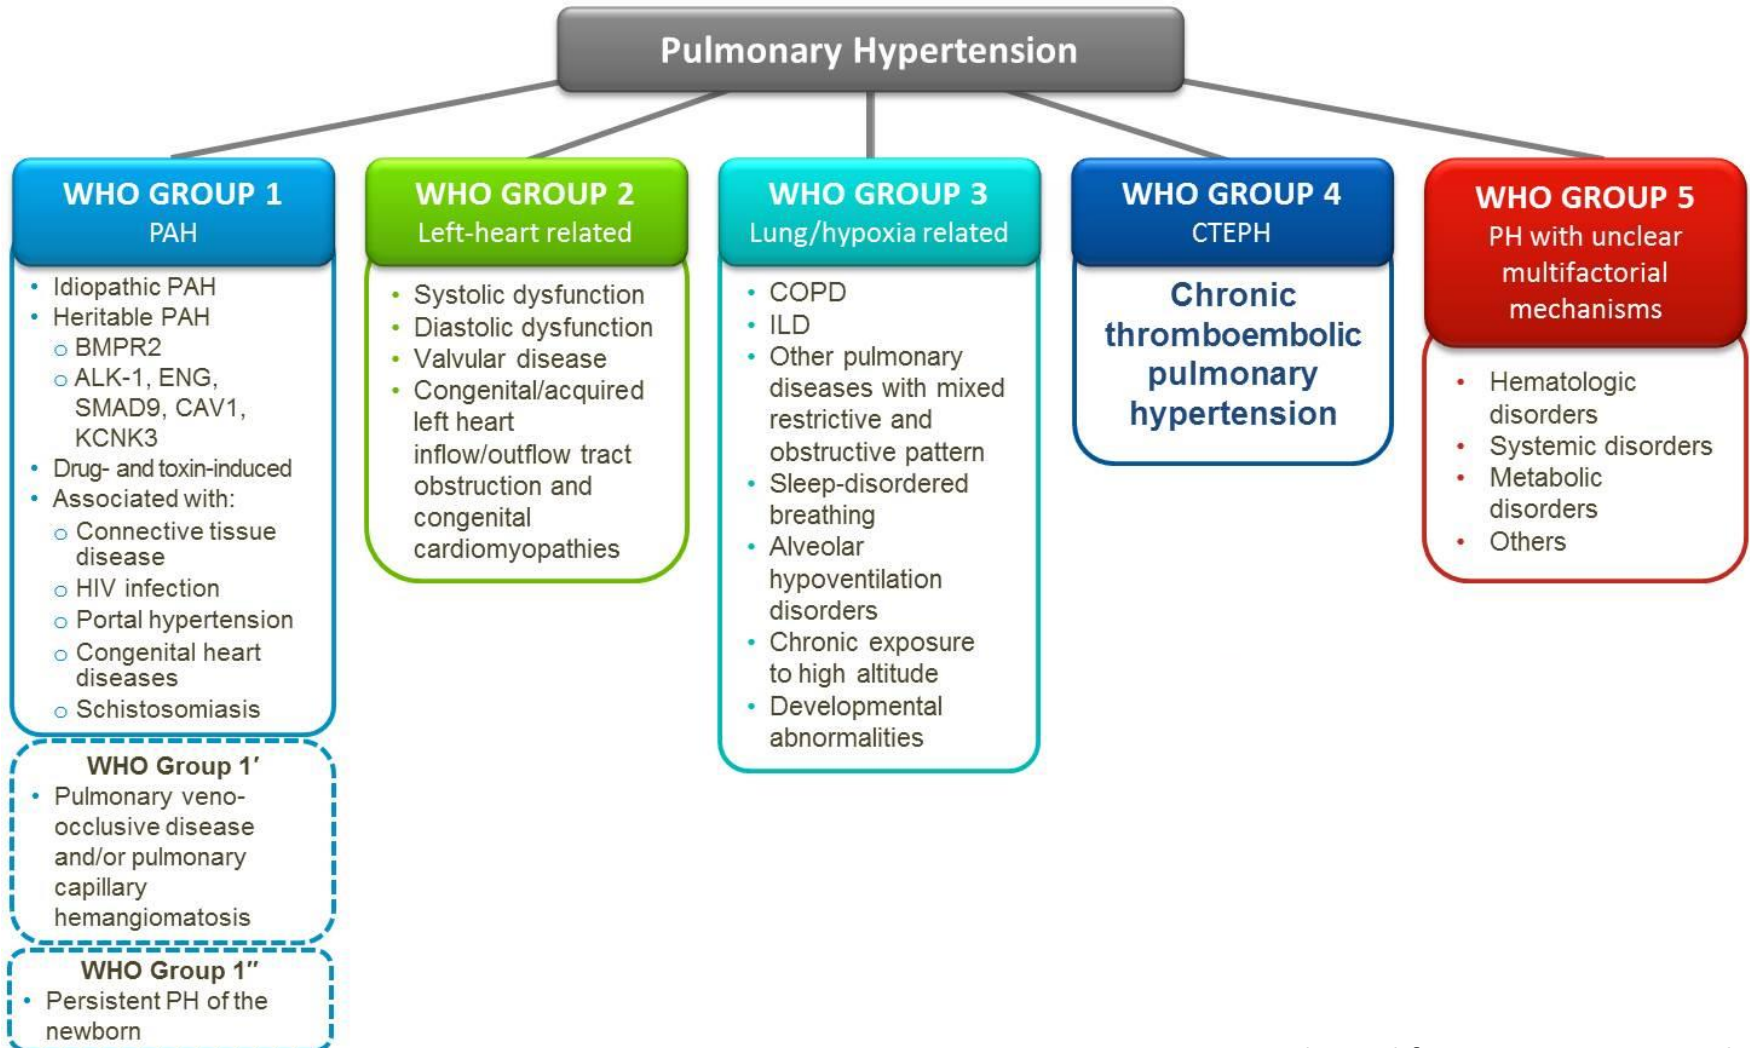 Pulmonary Hypertension
WHO GROUP 1
PAH
• Idiopathic PAH
• Heritable PAH
o BMPR2
o ALK-1, ENG,
SMAD9, CAV1,
KCNK3
• Drug- and toxin-induced
• Associated with:
o Connective tissue
disease
o HIV infection
o Portal hypertension
o Congenital heart
diseases
o Schistosomiasis
WHO Group 1′
• Pulmonary veno-
occlusive disease
and/or pulmonary
capillary
hemangiomatosis
WHO Group 1″
• Persistent PH of the
newborn
WHO GROUP 2
Left-heart related
• Systolic dysfunction
• Diastolic dysfunction
• Valvular disease
• Congenital/acquired
left heart
inflow/outflow tract
obstruction and
congenital
cardiomyopathies
WHO GROUP 3
Lung/hypoxia related
• COPD
• ILD
• Other pulmonary
diseases with mixed
restrictive and
obstructive pattern
• Sleep-disordered
breathing
• Alveolar
hypoventilation
disorders
• Chronic exposure
to high altitude
• Developmental
abnormalities
WHO GROUP 4
CTEPH
Chronic
thromboembolic
pulmonary
hypertension
WHO GROUP 5
PH with unclear
multifactorial
mechanisms
• Hematologic
disorders
• Systemic disorders
• Metabolic
disorders
• Others